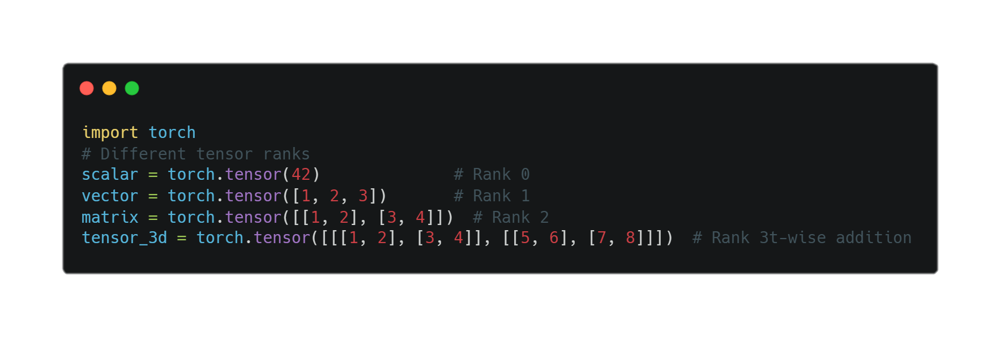 import torch
# Different tensor ranks
scalar = torch.tensor(42)              # Rank 0
vector = torch.tensor([1, 2, 3])       # Rank 1
matrix = torch.tensor([[1, 2], [3, 4]])  # Rank 2
tensor_3d = torch.tensor([[[1, 2], [3, 4]], [[5, 6], [7, 8]]])  # Rank 3t-wise addition